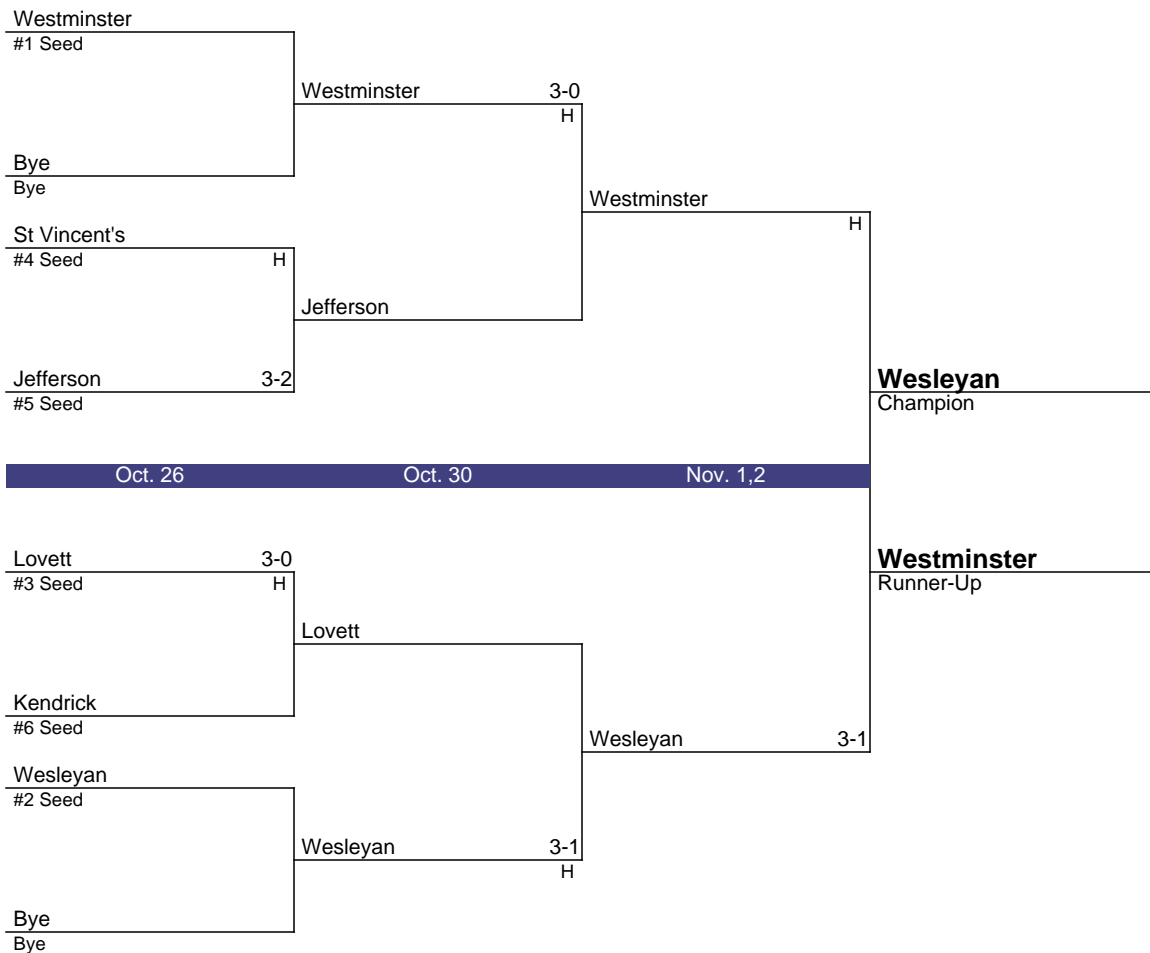 Westminster
#1 Seed
Westminster 3-0
H
Bye
Bye
Westminster
H
St Vincent's
#4 Seed H
Jefferson
Jefferson 3-2
#5 Seed
Wesleyan
Champion
Oct. 26 Oct. 30 Nov. 1,2
Lovett 3-0
#3 Seed H
Westminster
Runner-Up
Lovett
Kendrick
#6 Seed
Wesleyan 3-1
Wesleyan
#2 Seed
Wesleyan 3-1
H
Bye
Bye